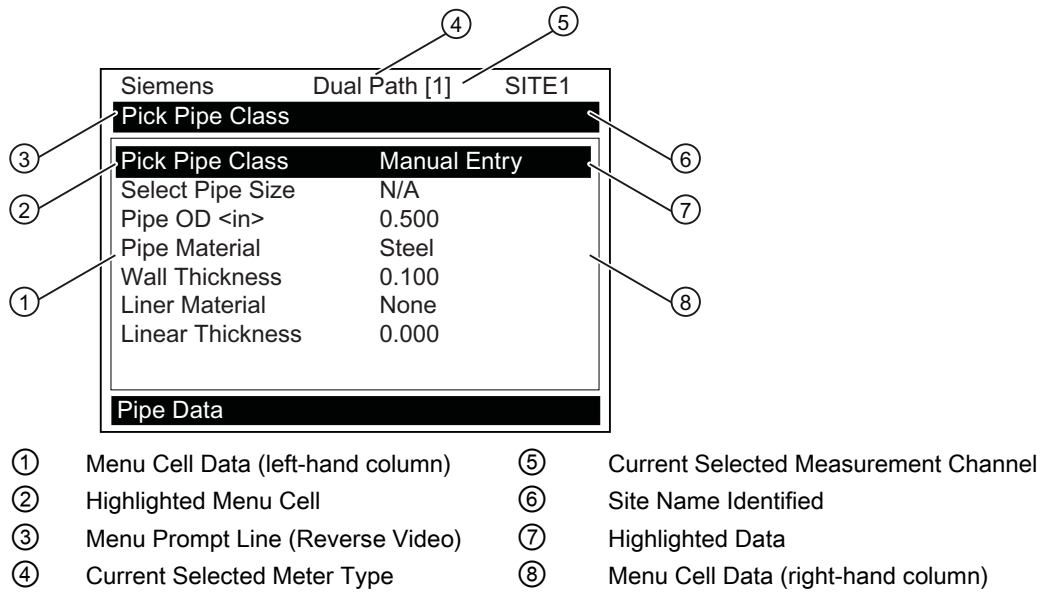 ④ ⑤
Siemens Dual Path [1] SITE1
Pick Pipe Class
③ ⑥
Pick Pipe Class Manual Entry
② ⑦
Select Pipe Size N/A
Pipe OD <in> 0.500
Pipe Material Steel
Wall Thickness 0.100
① ⑧
Liner Material None
Linear Thickness 0.000
Pipe Data
① Menu Cell Data (left-hand column) ⑤ Current Selected Measurement Channel
② Highlighted Menu Cell ⑥ Site Name Identified
③ Menu Prompt Line (Reverse Video) ⑦ Highlighted Data
④ Current Selected Meter Type ⑧ Menu Cell Data (right-hand column)